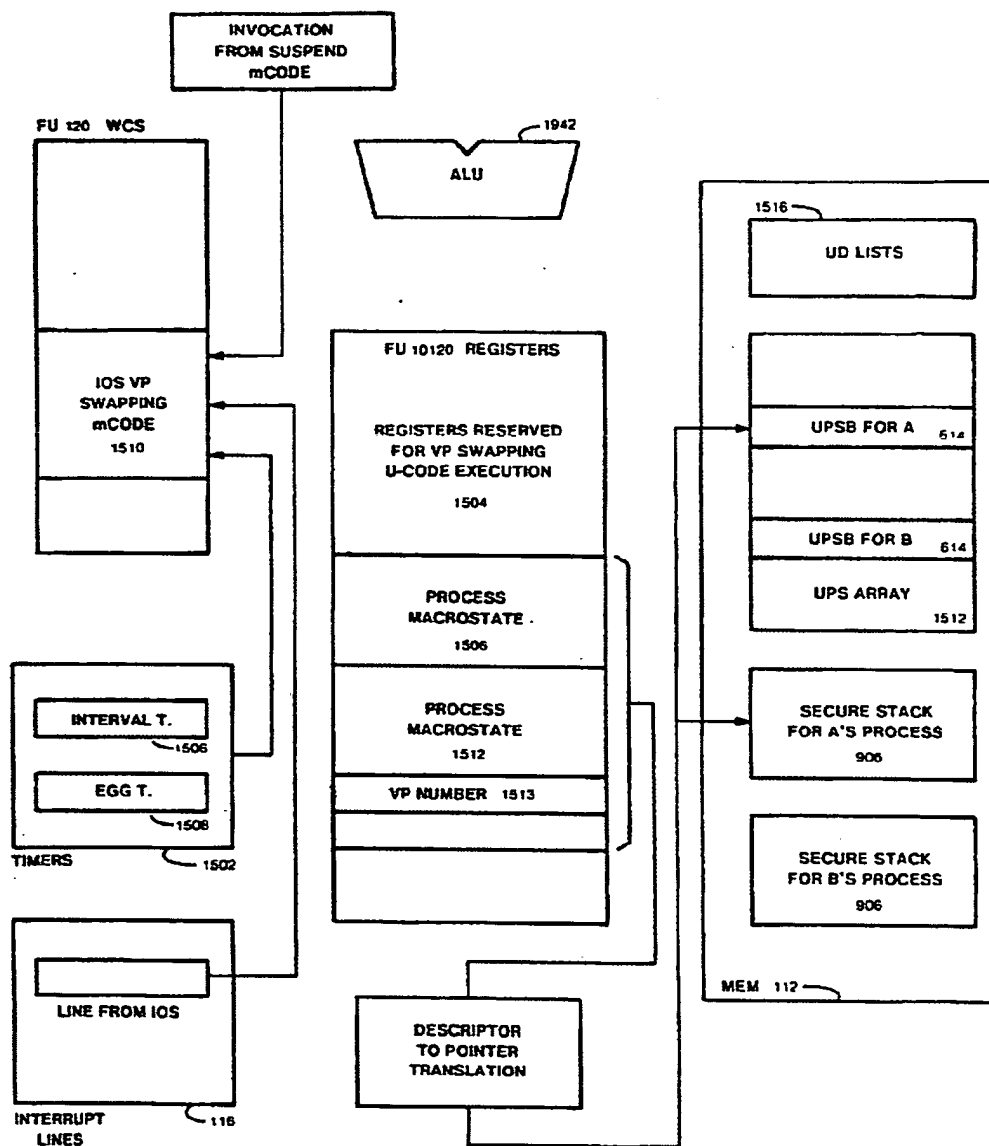 INVOCATION
FROM SUSPEND
mCODE
FU 120 WCS
1942
ALU
1516
UD LISTS
IOS VP
SWAPPING
mCODE
1510
FU 10120 REGISTERS
REGISTERS RESERVED
FOR VP SWAPPING
U-CODE EXECUTION
1504
UPSB FOR A 614
UPSB FOR B 614
UPS ARRAY
1512
PROCESS
MACROSTATE
1506
PROCESS
MACROSTATE
1512
VP NUMBER 1513
INTERVAL T.
1506
EGG T.
1508
TIMERS
1502
SECURE STACK
FOR A'S PROCESS
906
SECURE STACK
FOR B'S PROCESS
906
LINE FROM IOS
INTERRUPT
LINES
116
DESCRIPTOR
TO POINTER
TRANSLATION
MEM 112